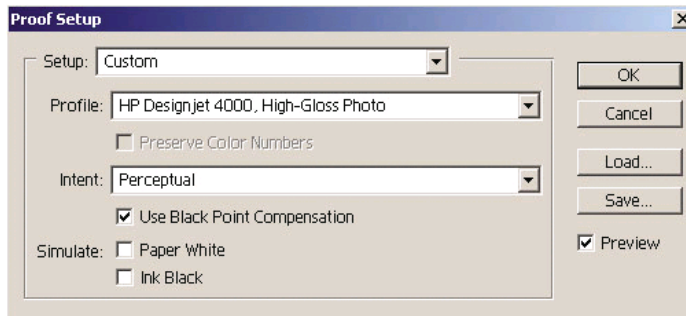 Proof Setup
Setup: Custom
OK
Profile: HP Designjet 4000, High-Gloss Photo
Cancel
Preserve Color Numbers
Load...
Intent: Perceptual
Save...
Use Black Point Compensation
Simulate: Paper White
Preview
Ink Black